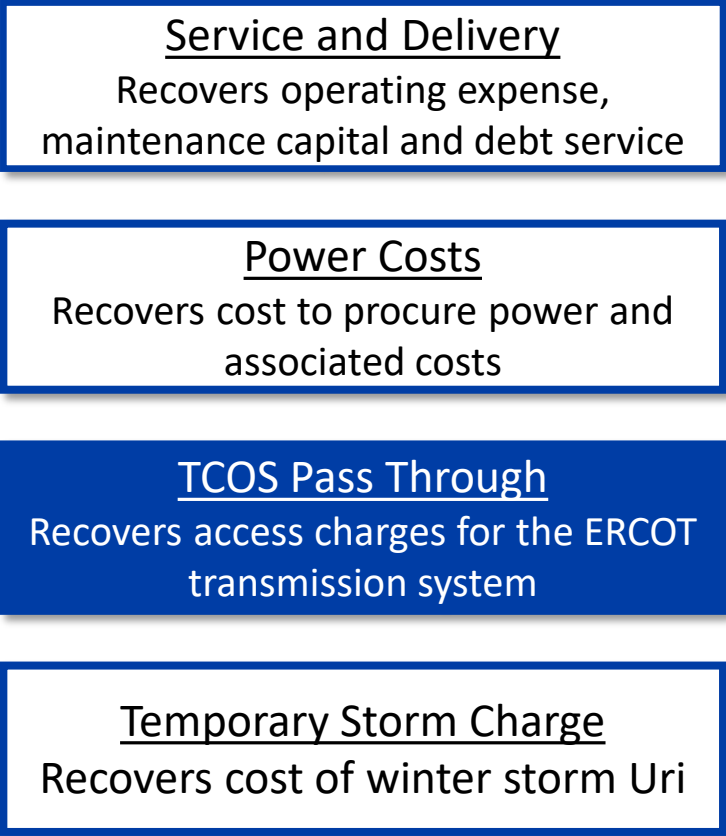 Service and Delivery
Recovers operating expense,
maintenance capital and debt service
Power Costs
Recovers cost to procure power and
associated costs
TCOS Pass Through
Recovers access charges for the ERCOT
transmission system
Temporary Storm Charge
Recovers cost of winter storm Uri